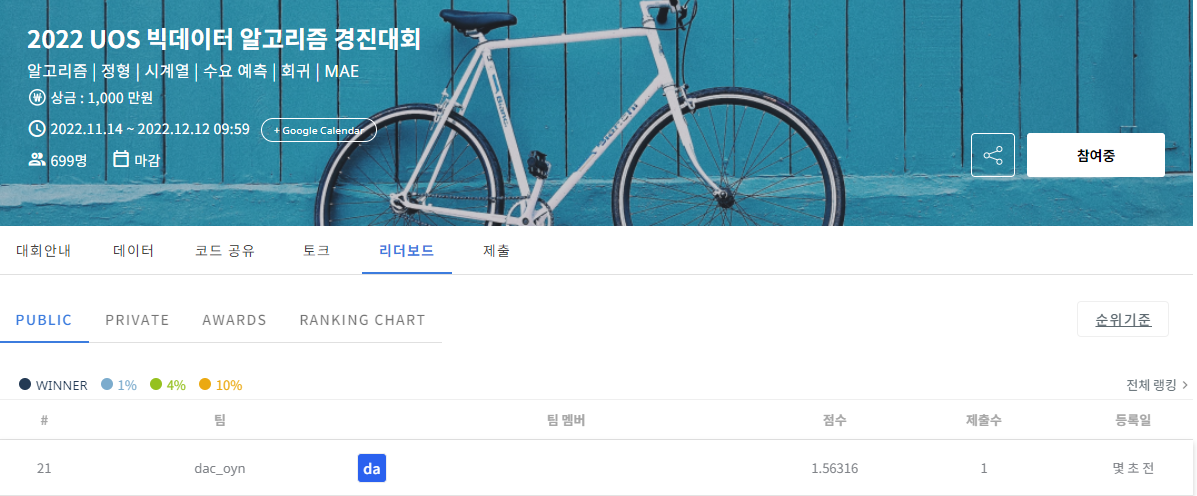 2022 UOS 빅데이터 알고리즘 경진대회
알고리즘 | 정형 | 시계열 | 수요 예측 | 회귀 | MAE
상금 : 1,000 만원
2022.11.14 ~ 2022.12.12 09:59 + Google Calendar
699명 마감
참여중
대회안내 데이터 코드 공유 토크 리더보드 제출
PUBLIC PRIVATE AWARDS RANKING CHART
순위기준
WINNER 1% 4% 10%
전체 랭킹 >
# 팀 팀 멤버 점수 제출수 등록일
21 dac_oyn da 1.56316 1 몇 초 전